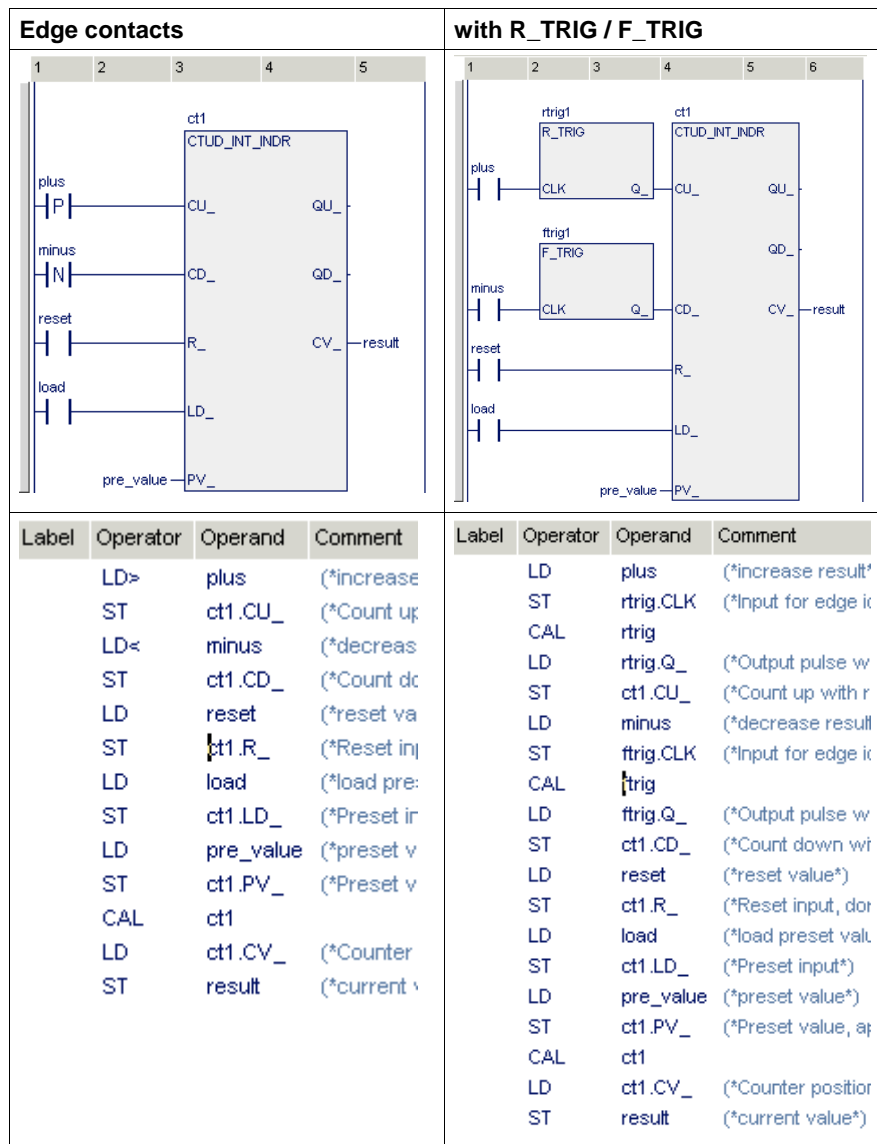 Edge contacts
with R_TRIG / F_TRIG
1 2 3 4 5
ct1
CTUD_INT_INDR
plus
P
CU_ QU_
minus
N
CD_ QD_
reset
R_ CV_ result
load
LD_
pre_value PV_
1 2 3 4 5 6
rtrig1 ct1
R_TRIG CTUD_INT_INDR
plus
CLK Q_ CU_ QU_
ftrig1
F_TRIG QD_
minus
CLK Q_ CD_ CV_ result
reset
R_
load
LD_
pre_value PV_
Label Operator Operand Comment
LD> plus (*increase
ST ct1.CU_ (*Count up
LD< minus (*decreas
ST ct1.CD_ (*Count do
LD reset (*reset va
ST ct1.R_ (*Reset inp
LD load (*load pres
ST ct1.LD_ (*Preset in
LD pre_value (*preset v
ST ct1.PV_ (*Preset v
CAL ct1
LD ct1.CV_ (*Counter
ST result (*current v
Label Operator Operand Comment
LD plus (*increase result*
ST rtrig.CLK (*Input for edge id
CAL rtrig
LD rtrig.Q_ (*Output pulse w
ST ct1.CU_ (*Count up with r
LD minus (*decrease result
ST ftrig.CLK (*Input for edge id
CAL ftrig
LD ftrig.Q_ (*Output pulse w
ST ct1.CD_ (*Count down wit
LD reset (*reset value*)
ST ct1.R_ (*Reset input, dor
LD load (*load preset valu
ST ct1.LD_ (*Preset input*)
LD pre_value (*preset value*)
ST ct1.PV_ (*Preset value, ap
CAL ct1
LD ct1.CV_ (*Counter position
ST result (*current value*)